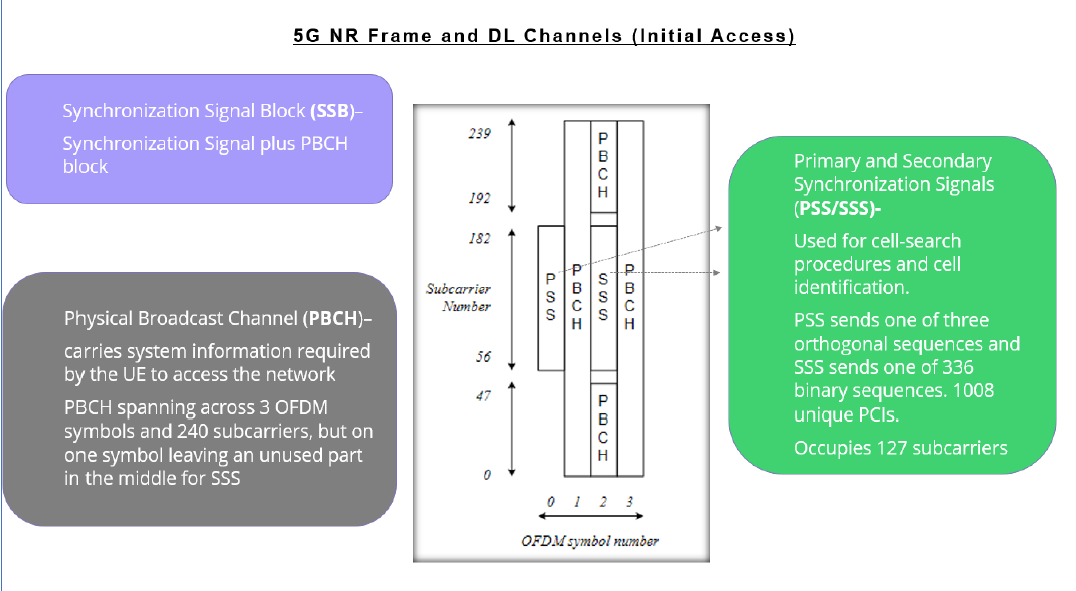 5G NR Frame and DL Channels (Initial Access)
Synchronization Signal Block (SSB)–
Synchronization Signal plus PBCH
block
Physical Broadcast Channel (PBCH)–
carries system information required
by the UE to access the network
PBCH spanning across 3 OFDM
symbols and 240 subcarriers, but on
one symbol leaving an unused part
in the middle for SSS
239
192
182
Subcarrier
Number
56
47
0
PSS
PBCH
PBCH
SSS
PBCH
PBCH
0 1 2 3
OFDM symbol number
Primary and Secondary
Synchronization Signals
(PSS/SSS)-
Used for cell-search
procedures and cell
identification.
PSS sends one of three
orthogonal sequences and
SSS sends one of 336
binary sequences. 1008
unique PCIs.
Occupies 127 subcarriers